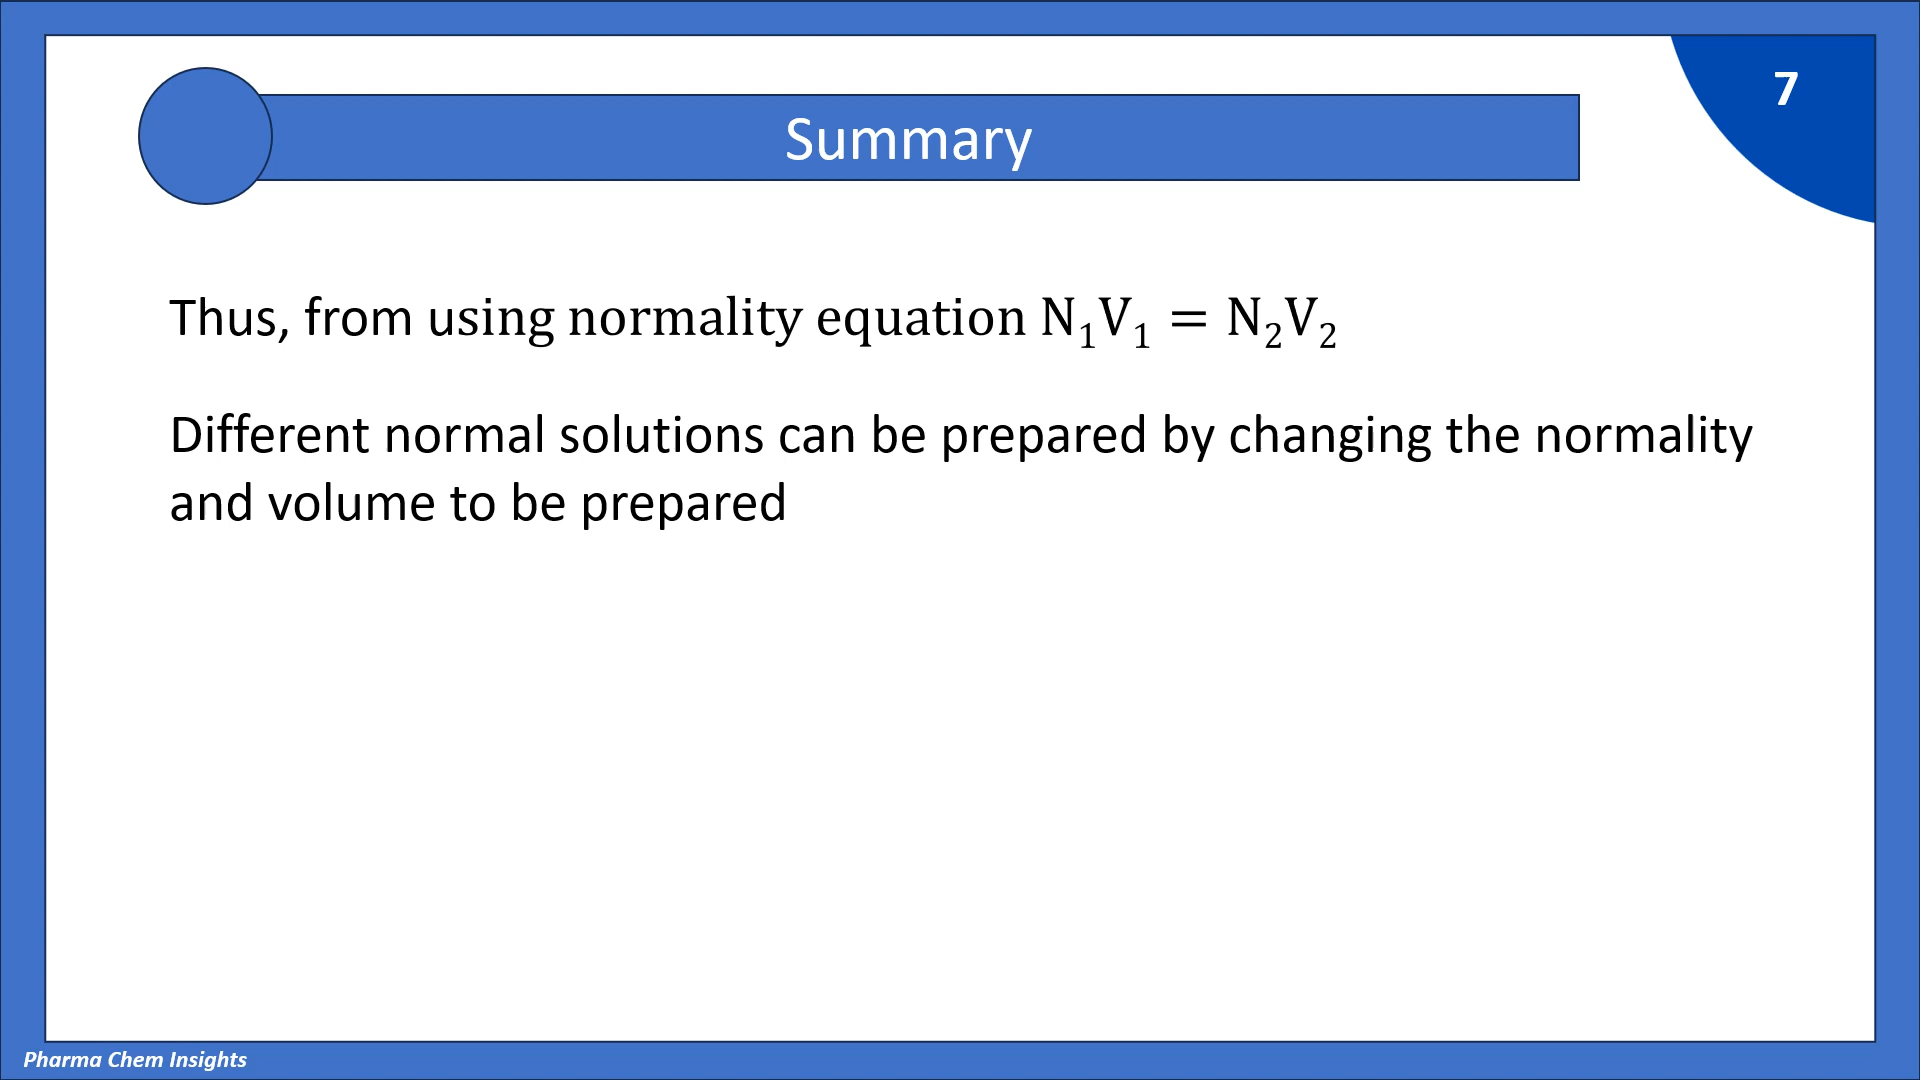 7
Summary
Thus, from using normality equation N₁V₁ = N₂V₂
Different normal solutions can be prepared by changing the normality
and volume to be prepared
Pharma Chem Insights